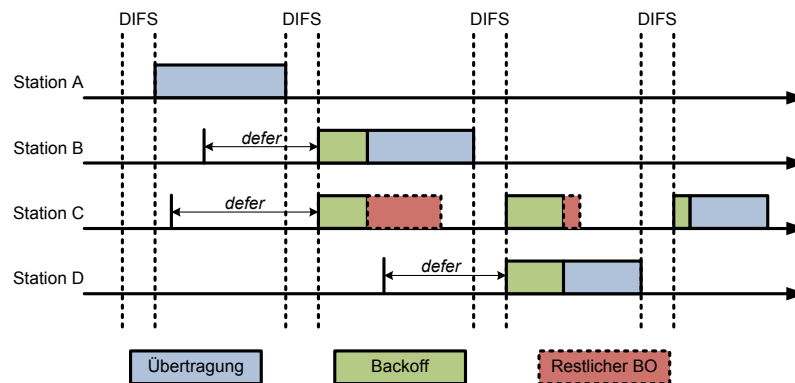 DIFS DIFS DIFS DIFS
Station A
Station B
defer
Station C
defer
Station D
defer
Übertragung
Backoff
Restlicher BO